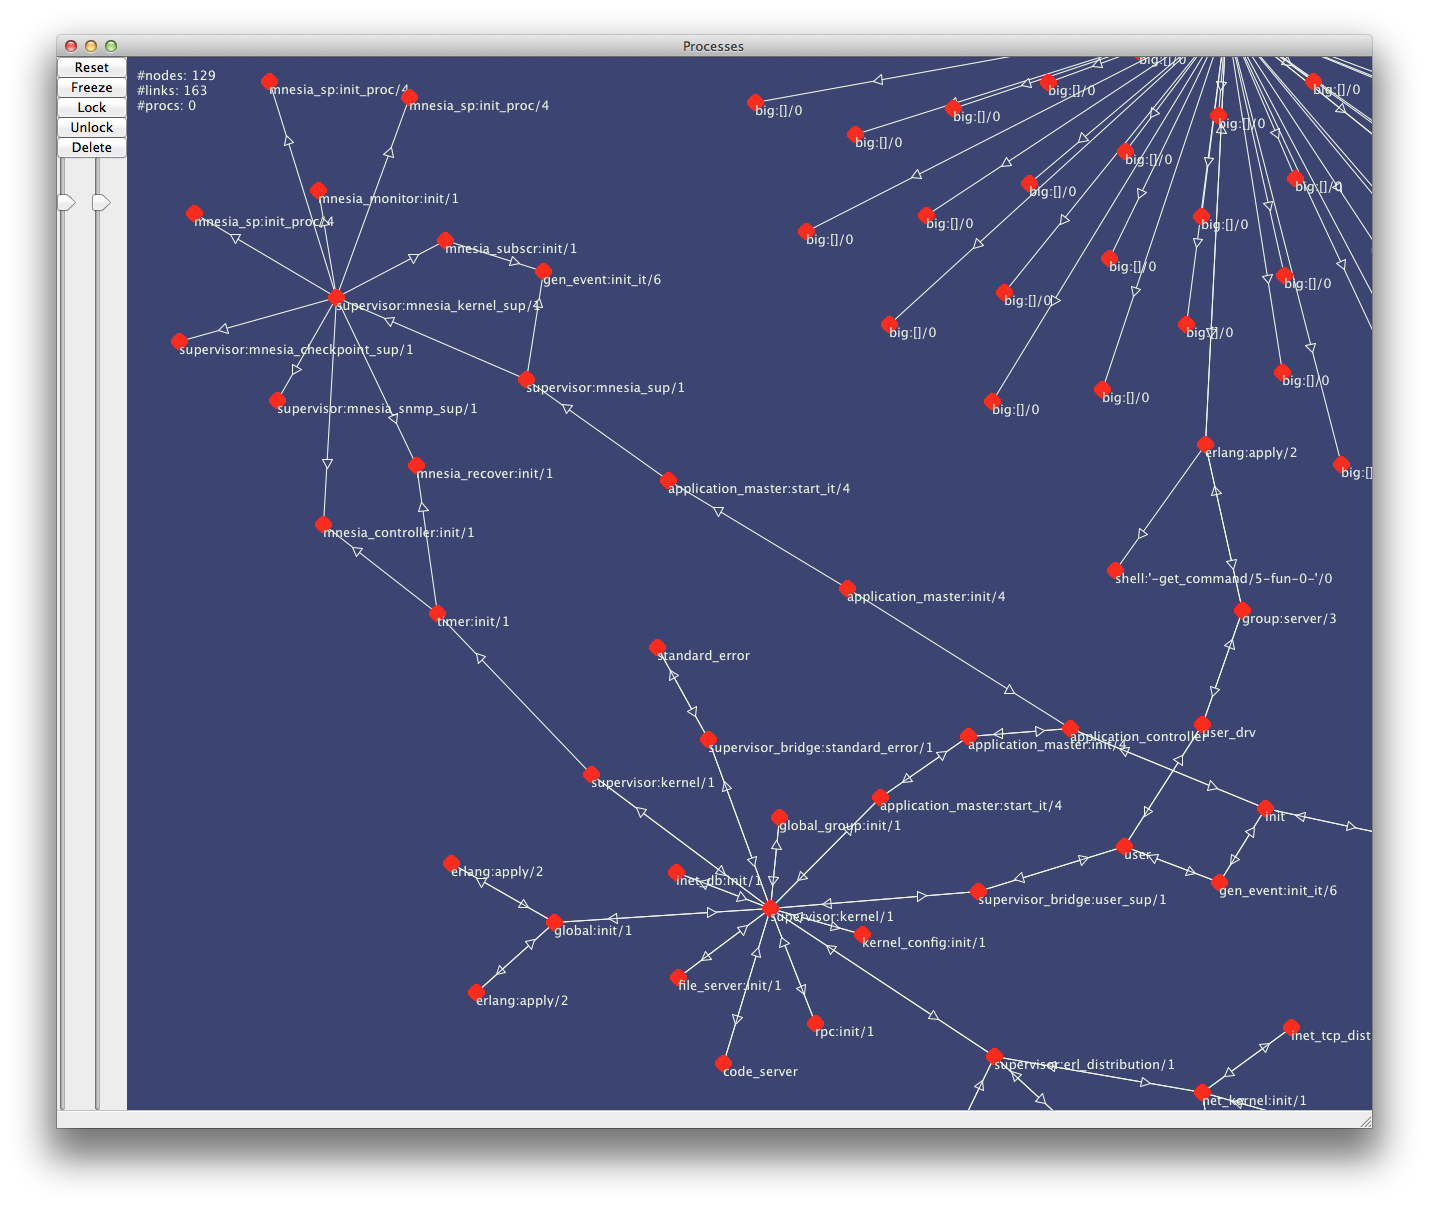 Processes
Reset
Freeze
Lock
Unlock
Delete
#nodes: 129
#links: 163
#procs: 0
mnesia_sp:init_proc/4
mnesia_sp:init_proc/4
big:[]/0
big:[]/0
big:[]/0
big:[]/0
big:[]/0
big:[]/0
big:[]/0
big:[]/0
big:[]/0
big:[]/0
big:[]/0
mnesia_monitor:init/1
mnesia_sp:init_proc/4
big:[]/0
big:[]/0
big:[]/0
mnesia_subscr:init/1
gen_event:init_it/6
big:[]/0
big:[]/0
big:[]/0
supervisor:mnesia_kernel_sup/1
big:[]/0
big:[]/0
supervisor:mnesia_checkpoint_sup/1
supervisor:mnesia_sup/1
big:[]/0
big:[]/0
big:[]/0
supervisor:mnesia_snmp_sup/1
erlang:apply/2
big:[]
mnesia_recover:init/1
application_master:start_it/4
mnesia_controller:init/1
shell:'-get_command/5-fun-0-'/0
application_master:init/4
timer:init/1
group:server/3
standard_error
supervisor_bridge:standard_error/1
application_master:init/4
application_controller
user_drv
supervisor:kernel/1
application_master:start_it/4
init
global_group:init/1
user
erlang:apply/2
inet_db:init/1
supervisor_bridge:user_sup/1
gen_event:init_it/6
supervisor:kernel/1
global:init/1
kernel_config:init/1
file_server:init/1
erlang:apply/2
rpc:init/1
inet_tcp_dist
code_server
supervisor:erl_distribution/1
net_kernel:init/1